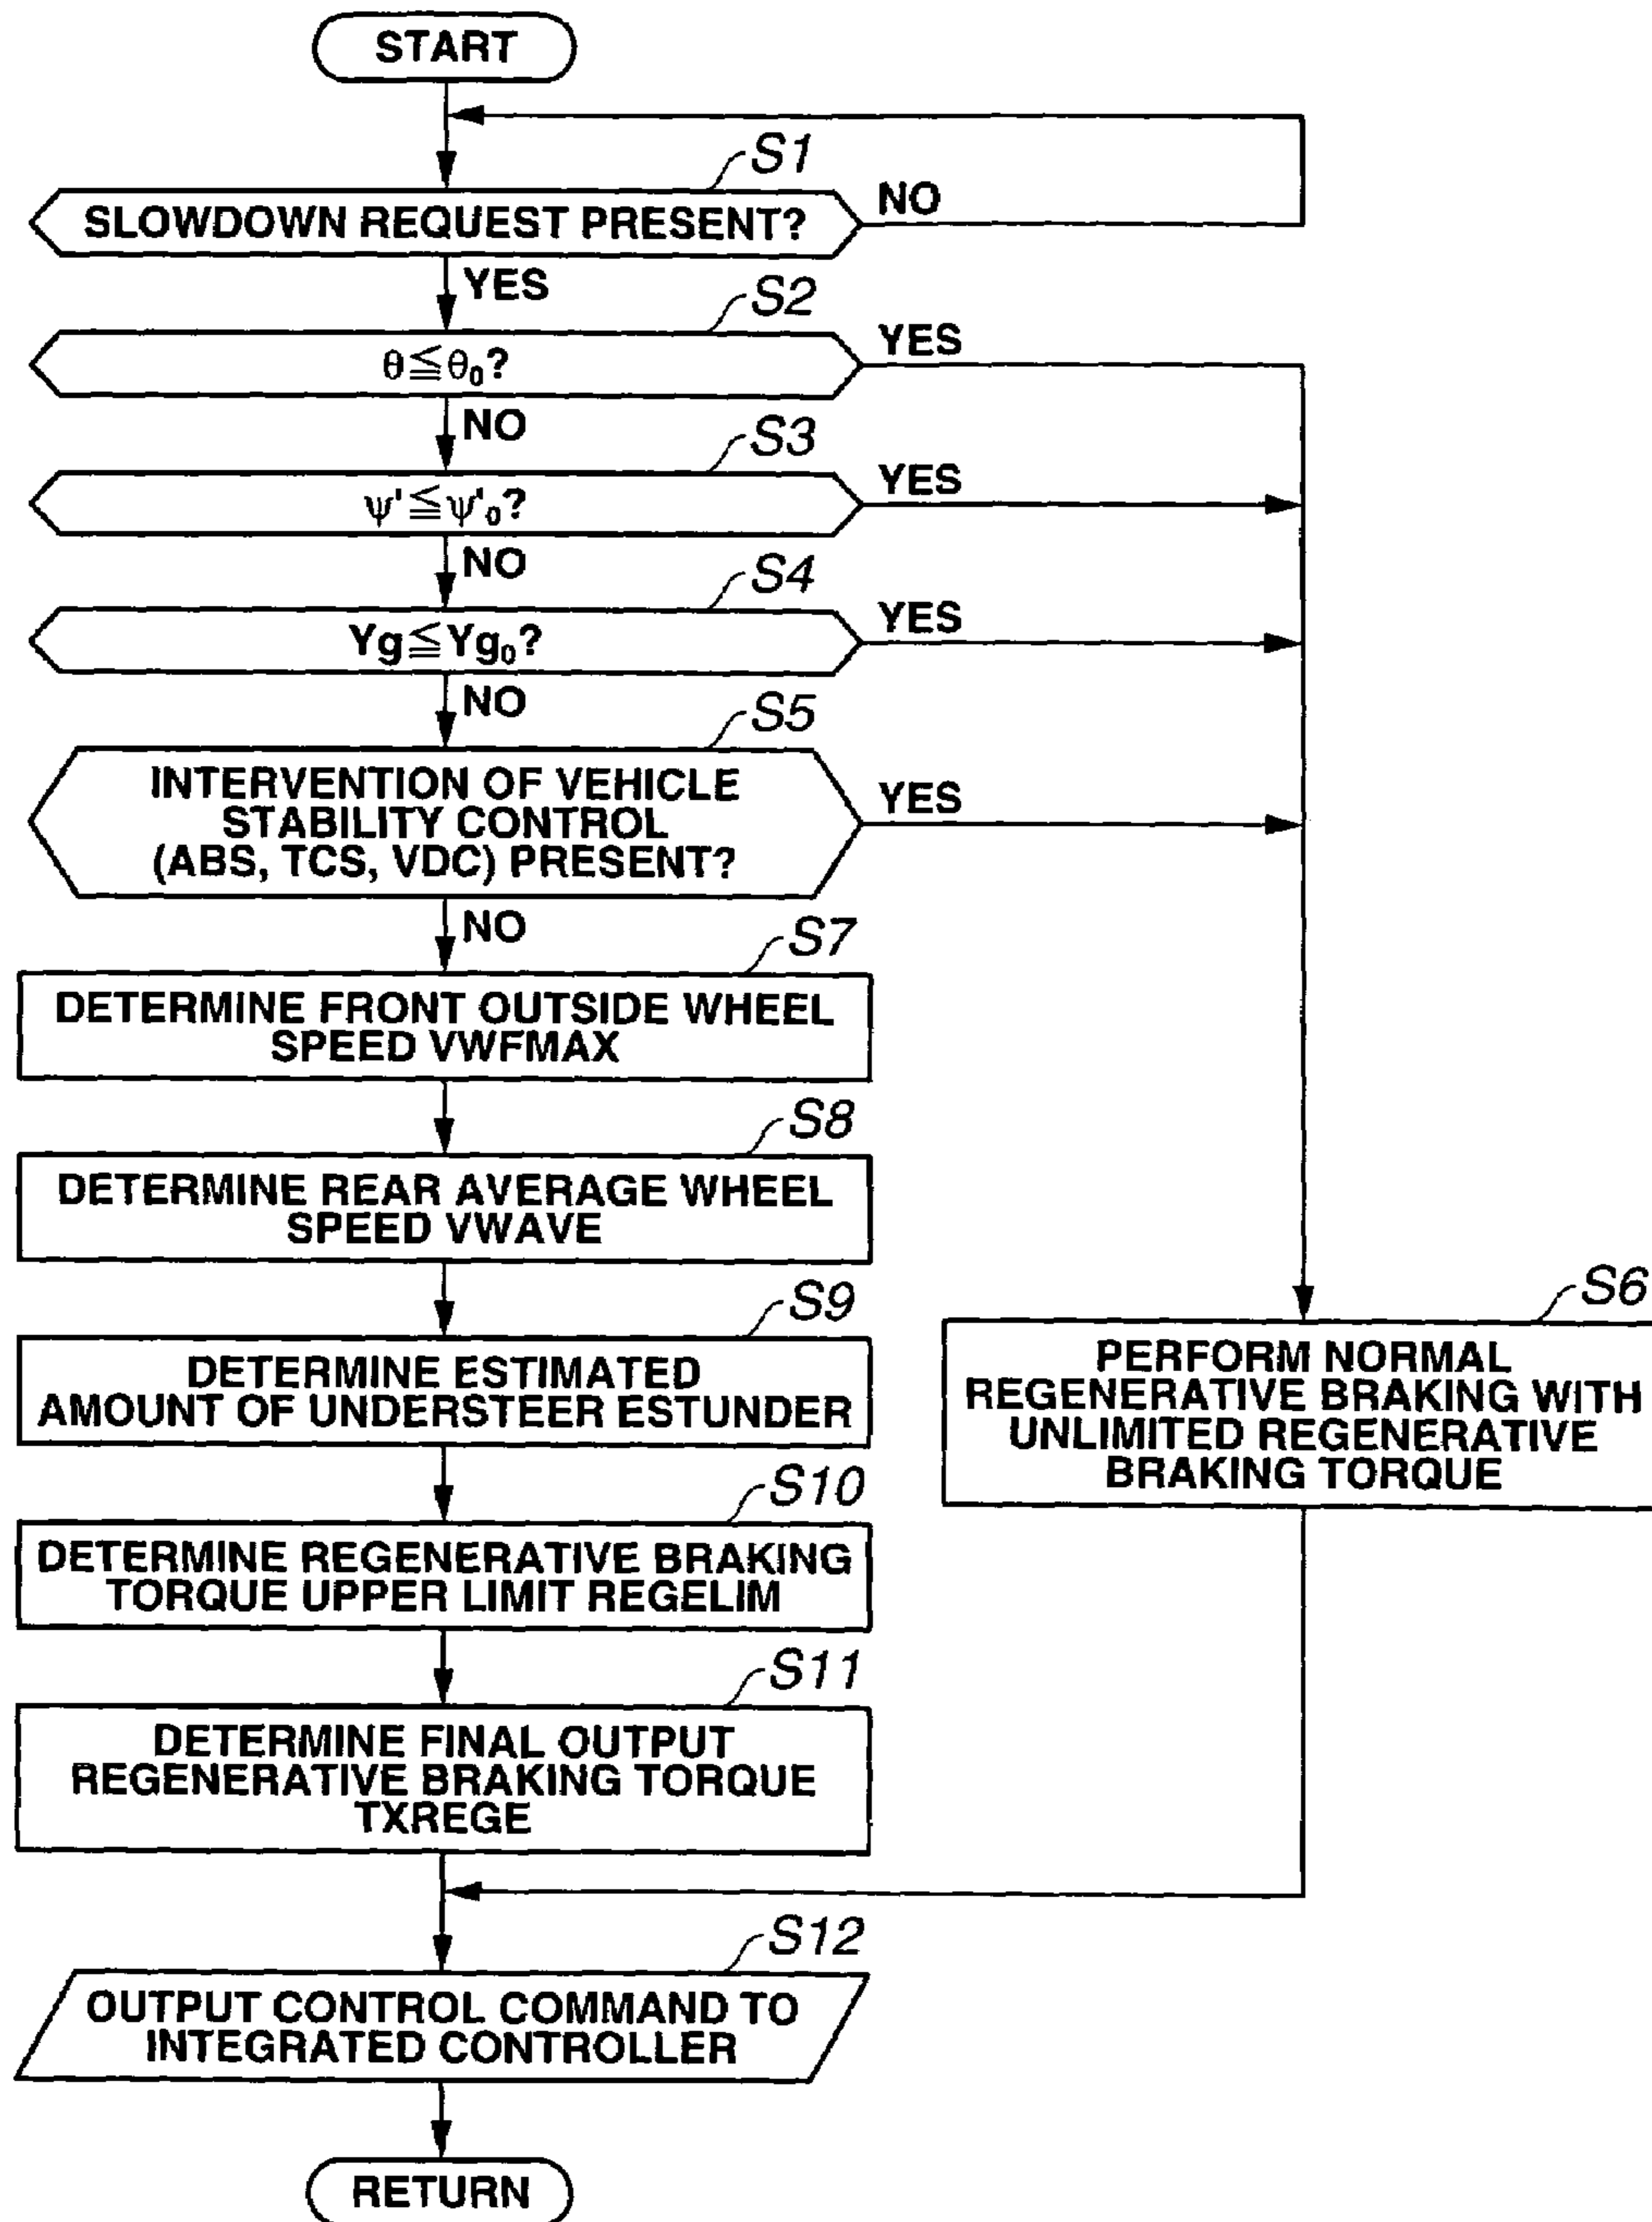 START
S1
SLOWDOWN REQUEST PRESENT?
NO
YES
S2
θ≦θ₀?
YES
NO
S3
ψ'≦ψ'₀?
YES
NO
S4
Yg≦Yg₀?
YES
NO
S5
INTERVENTION OF VEHICLE
STABILITY CONTROL
(ABS, TCS, VDC) PRESENT?
YES
NO
S7
DETERMINE FRONT OUTSIDE WHEEL
SPEED VWFMAX
S8
DETERMINE REAR AVERAGE WHEEL
SPEED VWAVE
S9
DETERMINE ESTIMATED
AMOUNT OF UNDERSTEER ESTUNDER
S6
PERFORM NORMAL
REGENERATIVE BRAKING WITH
UNLIMITED REGENERATIVE
BRAKING TORQUE
S10
DETERMINE REGENERATIVE BRAKING
TORQUE UPPER LIMIT REGELIM
S11
DETERMINE FINAL OUTPUT
REGENERATIVE BRAKING TORQUE
TXREGE
S12
OUTPUT CONTROL COMMAND TO
INTEGRATED CONTROLLER
RETURN